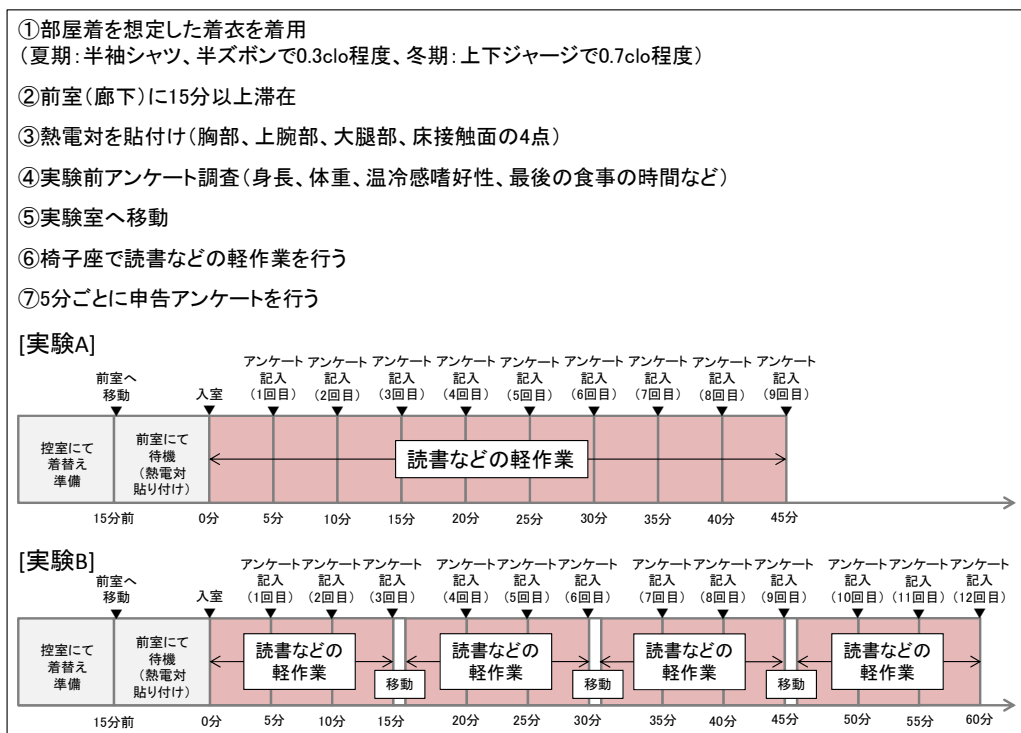 ①部屋着を想定した着衣を着用
（夏期：半袖シャツ、半ズボンで0.3clo程度、冬期：上下ジャージで0.7clo程度）
②前室（廊下）に15分以上滞在
③熱電対を貼付け（胸部、上腕部、大腿部、床接触面の4点）
④実験前アンケート調査（身長、体重、温冷感嗜好性、最後の食事の時間など）
⑤実験室へ移動
⑥椅子座で読書などの軽作業を行う
⑦5分ごとに申告アンケートを行う
[実験A]
前室へ
移動
入室
アンケート
記入
（1回目）
アンケート
記入
（2回目）
アンケート
記入
（3回目）
アンケート
記入
（4回目）
アンケート
記入
（5回目）
アンケート
記入
（6回目）
アンケート
記入
（7回目）
アンケート
記入
（8回目）
アンケート
記入
（9回目）
控室にて
着替え
準備
前室にて
待機
（熱電対
貼り付け）
読書などの軽作業
15分前
0分
5分
10分
15分
20分
25分
30分
35分
40分
45分
[実験B]
前室へ
移動
入室
アンケート
記入
（1回目）
アンケート
記入
（2回目）
アンケート
記入
（3回目）
アンケート
記入
（4回目）
アンケート
記入
（5回目）
アンケート
記入
（6回目）
アンケート
記入
（7回目）
アンケート
記入
（8回目）
アンケート
記入
（9回目）
アンケート
記入
（10回目）
アンケート
記入
（11回目）
アンケート
記入
（12回目）
控室にて
着替え
準備
前室にて
待機
（熱電対
貼り付け）
読書などの
軽作業
移動
読書などの
軽作業
移動
読書などの
軽作業
移動
読書などの
軽作業
15分前
0分
5分
10分
15分
20分
25分
30分
35分
40分
45分
50分
55分
60分